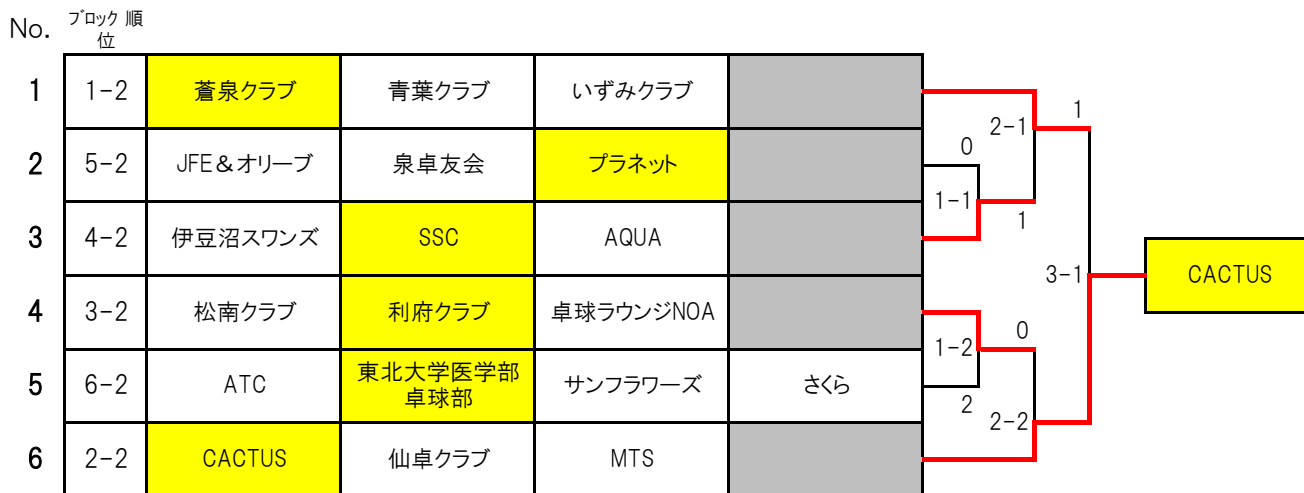 No. ブロック 順位
1 1-2 蒼泉クラブ 青葉クラブ いずみクラブ
2 5-2 JFE＆オリーブ 泉卓友会 プラネット
3 4-2 伊豆沼スワンズ SSC AQUA
4 3-2 松南クラブ 利府クラブ 卓球ラウンジNOA
5 6-2 ATC 東北大学医学部
卓球部 サンフラワーズ さくら
6 2-2 CACTUS 仙卓クラブ MTS
1
2-1
0
1-1
1
3-1
CACTUS
0
1-2
2
2-2